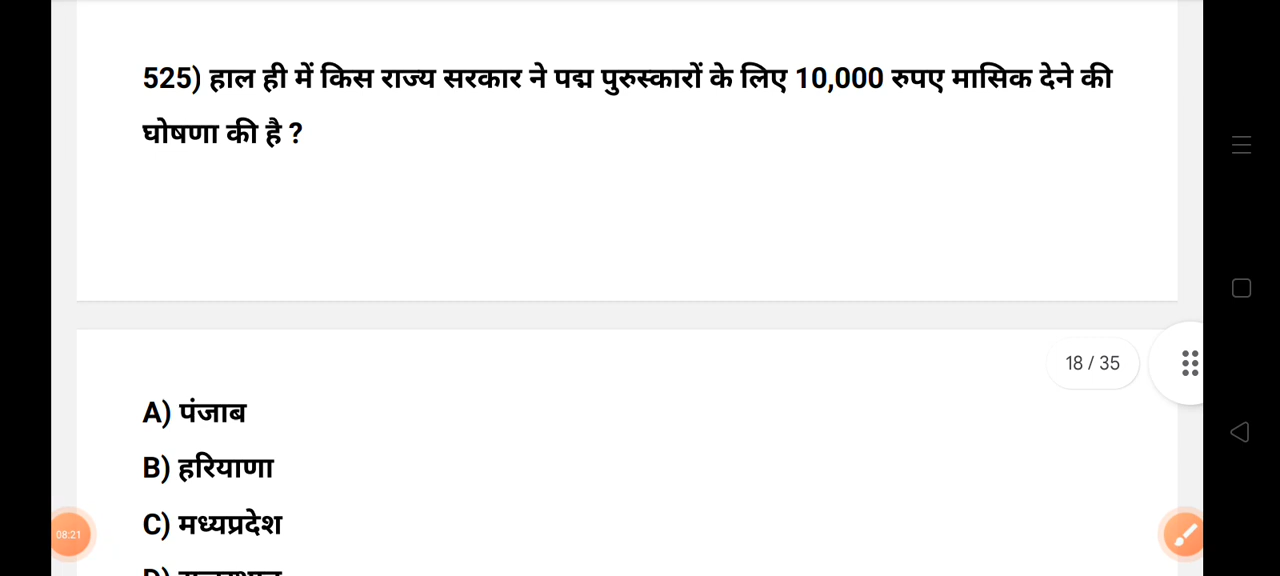 525) हाल ही में किस राज्य सरकार ने पद्म पुरुस्कारों के लिए 10,000 रुपए मासिक देने की
घोषणा की है ?
18 / 35
A) पंजाब
B) हरियाणा
C) मध्यप्रदेश
08:21